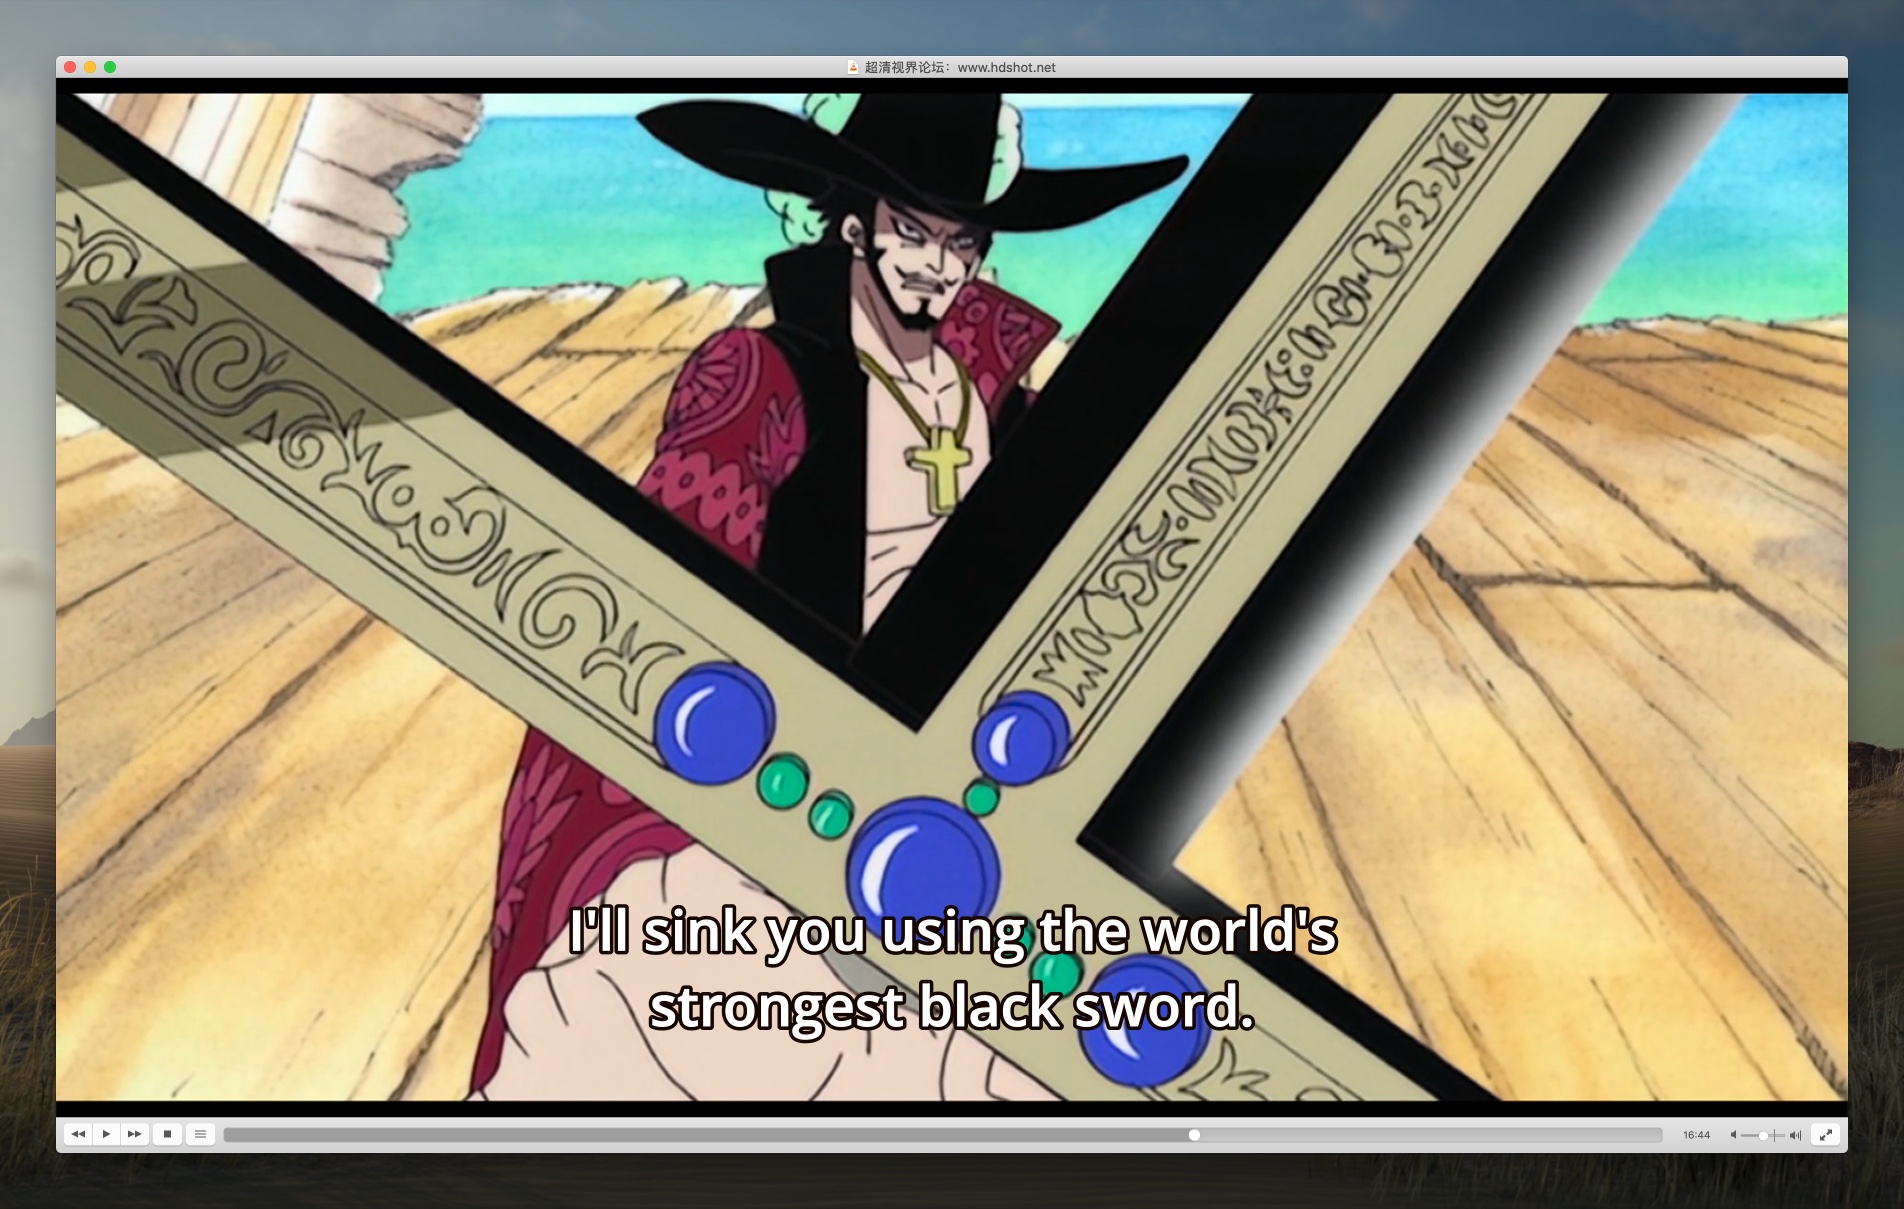 超清视界论坛：www.hdshot.net
I'll sink you using the world's
strongest black sword.
16:44